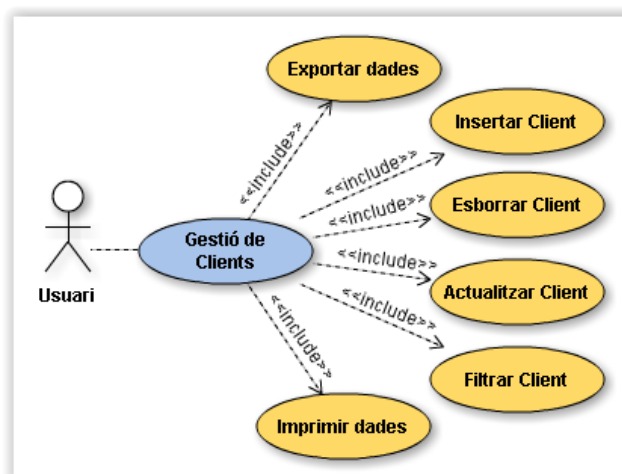 Exportar dades
<<include>>
Insertar Client
<<include>>
Esborrar Client
<<include>>
Gestió de
Clients
Usuari
<<include>>
Actualitzar Client
<<include>>
Filtrar Client
<<include>>
Imprimir dades